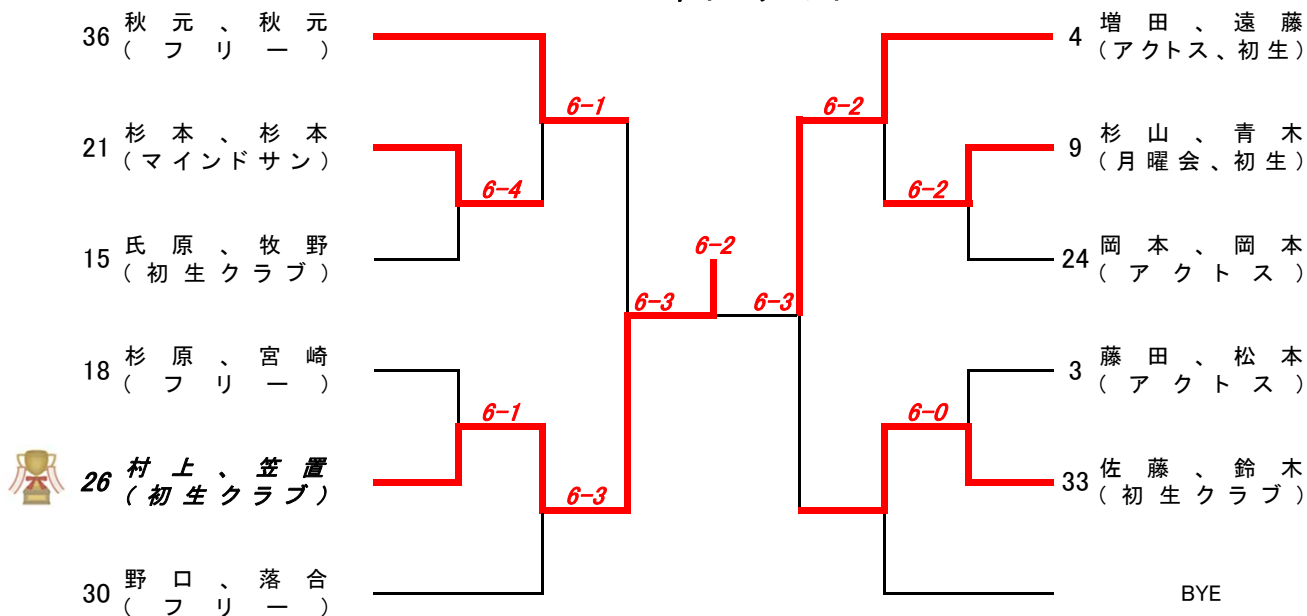 36 秋元、秋元
(フリー)
21 杉本、杉本
(マインドサン)
15 氏原、牧野
(初生クラブ)
18 杉原、宮崎
(フリー)
26 村上、笠置
(初生クラブ)
30 野口、落合
(フリー)
6-1
6-4
6-1
6-3
6-3
6-2
6-3
6-2
6-2
6-0
4 増田、遠藤
(アクトス、初生)
9 杉山、青木
(月曜会、初生)
24 岡本、岡本
(アクトス)
3 藤田、松本
(アクトス)
33 佐藤、鈴木
(初生クラブ)
BYE